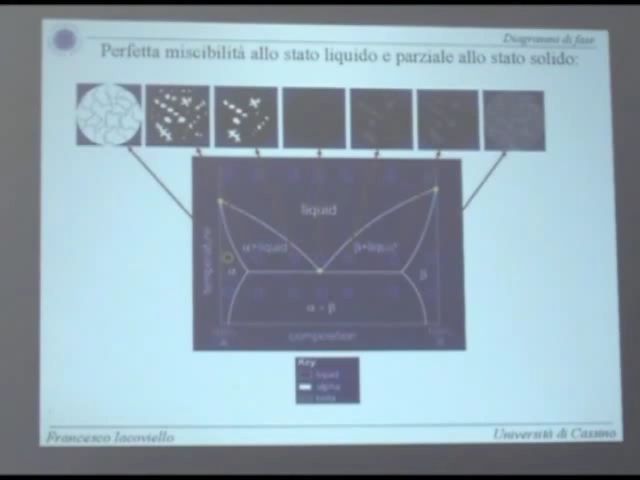 Diagrammi di fase
Perfetta miscibilità allo stato liquido e parziale allo stato solido:
liquid
α+liquid
β+liquid
temperature
α
β
α + β
composition
Key
liquid
alpha
beta
Francesco Iacoviello
Università di Cassino